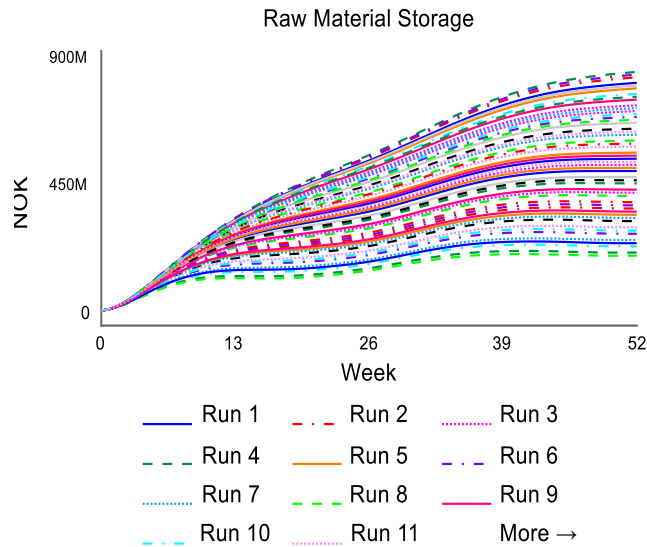 Raw Material Storage
900M
450M
0
NOK
0 13 26 39 52
Week
Run 1 Run 2 Run 3
Run 4 Run 5 Run 6
Run 7 Run 8 Run 9
Run 10 Run 11 More →